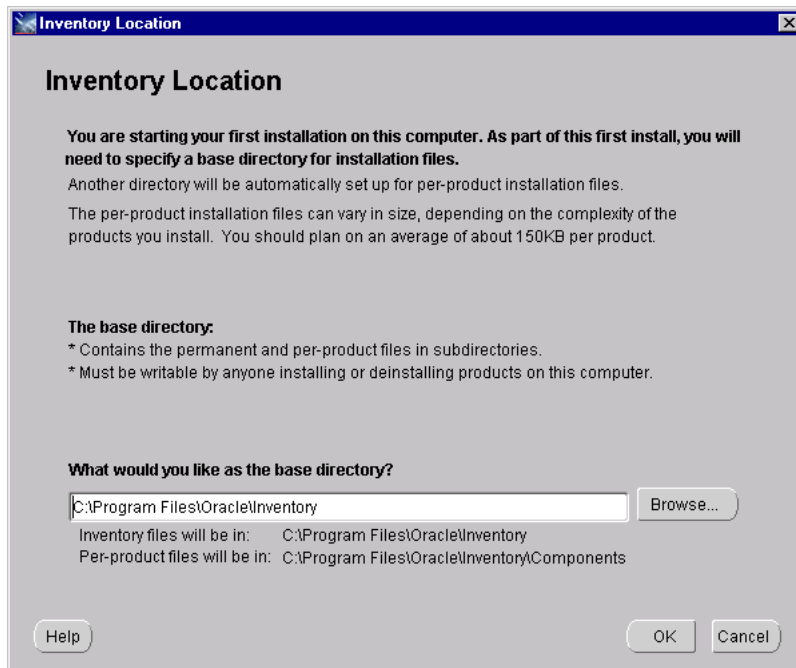 Inventory Location
Inventory Location
You are starting your first installation on this computer. As part of this first install, you will
need to specify a base directory for installation files.
Another directory will be automatically set up for per-product installation files.
The per-product installation files can vary in size, depending on the complexity of the
products you install. You should plan on an average of about 150KB per product.
The base directory:
* Contains the permanent and per-product files in subdirectories.
* Must be writable by anyone installing or deinstalling products on this computer.
What would you like as the base directory?
C:\Program Files\Oracle\Inventory
Browse...
Inventory files will be in: C:\Program Files\Oracle\Inventory
Per-product files will be in: C:\Program Files\Oracle\Inventory\Components
Help
OK
Cancel